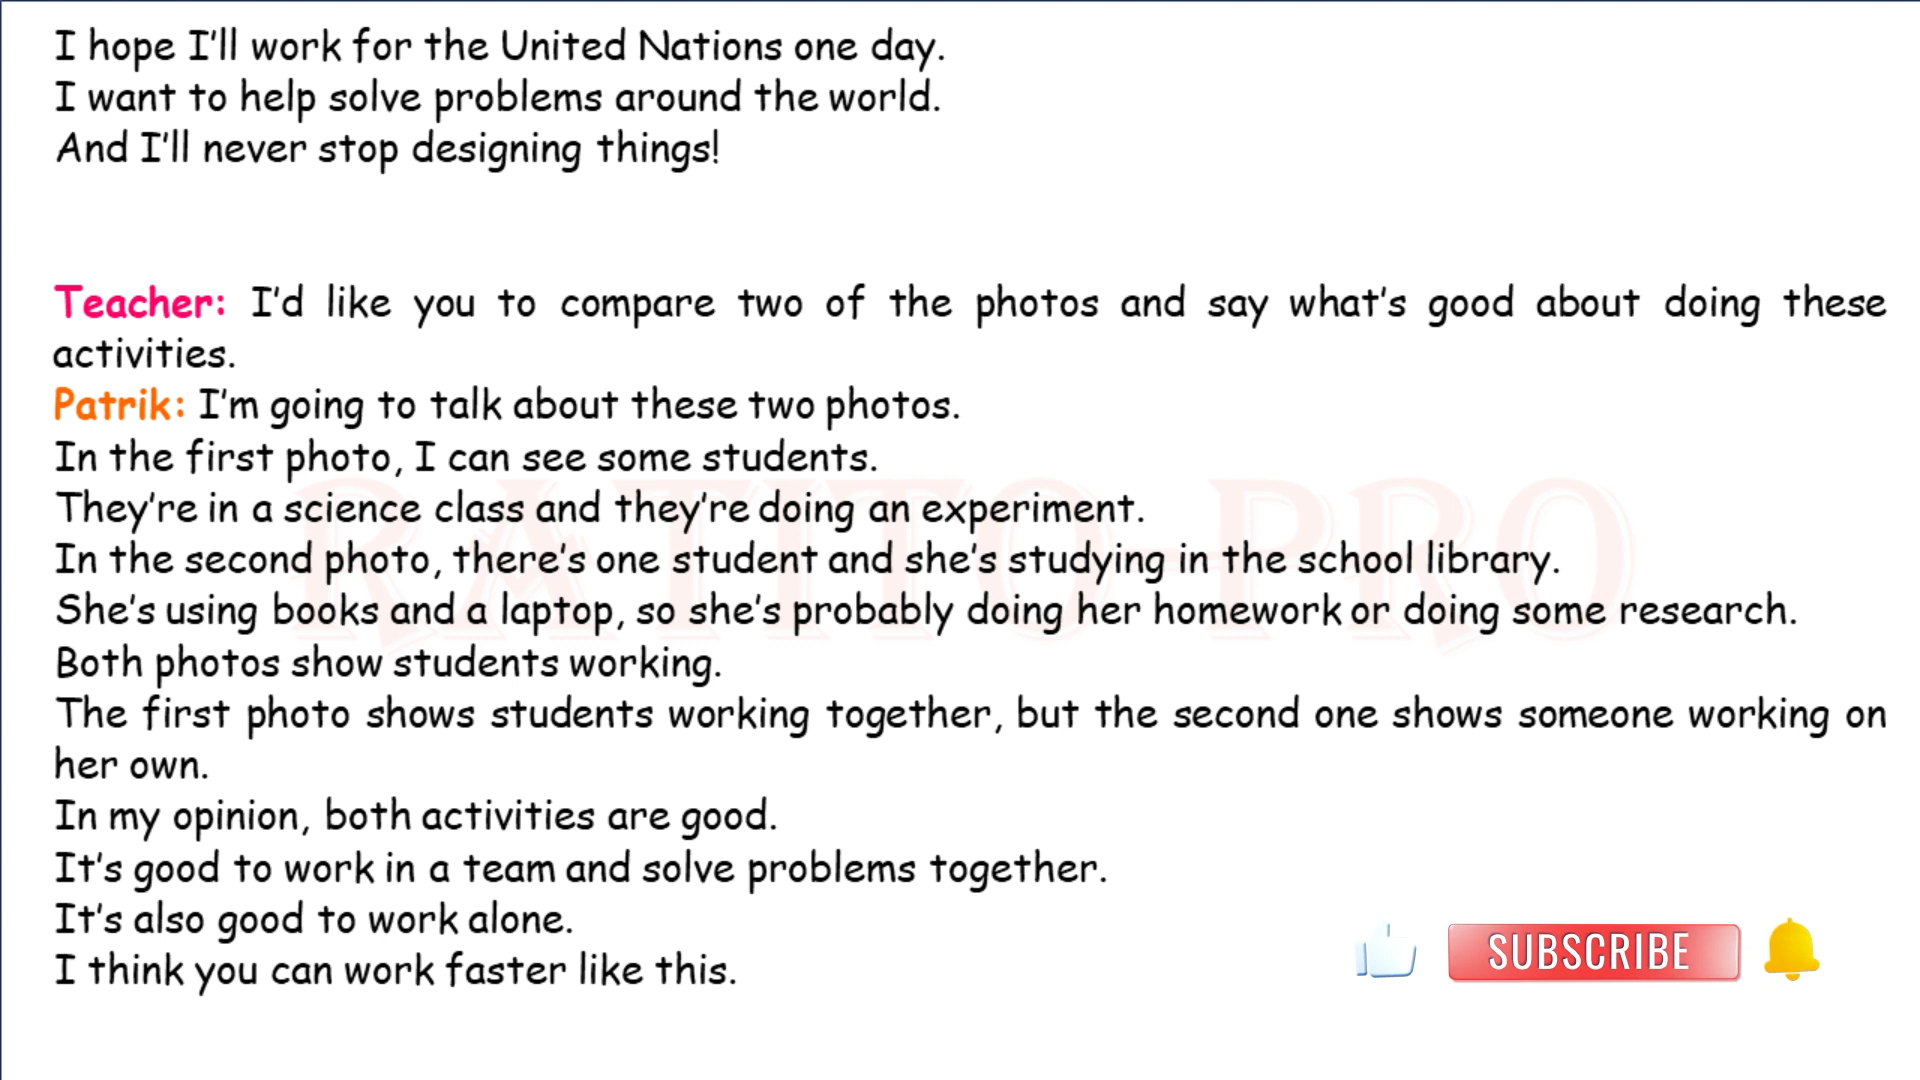 I hope I'll work for the United Nations one day.
I want to help solve problems around the world.
And I'll never stop designing things!
Teacher: I'd like you to compare two of the photos and say what's good about doing these
activities.
Patrik: I'm going to talk about these two photos.
In the first photo, I can see some students.
They're in a science class and they're doing an experiment.
In the second photo, there's one student and she's studying in the school library.
She's using books and a laptop, so she's probably doing her homework or doing some research.
Both photos show students working.
The first photo shows students working together, but the second one shows someone working on
her own.
In my opinion, both activities are good.
It's good to work in a team and solve problems together.
It's also good to work alone.
I think you can work faster like this.
RATITO-PRO
SUBSCRIBE